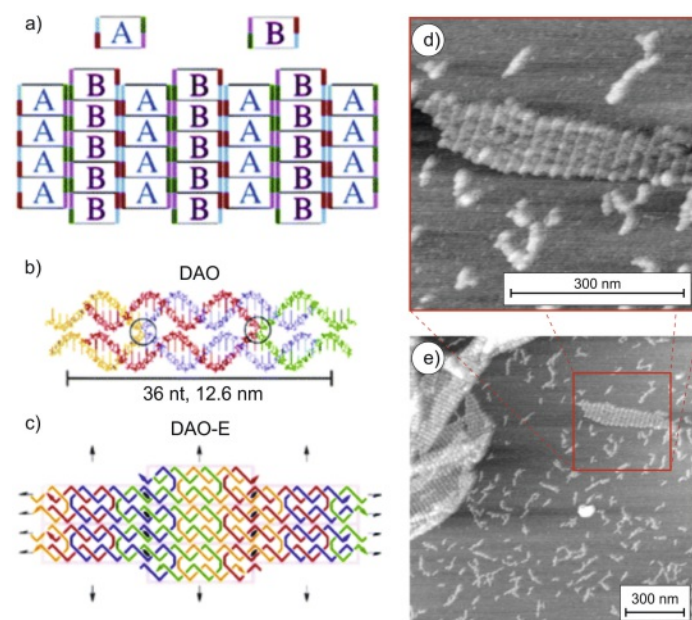 a)
A B
B B B
A A A A
B B B
A A A A
B B B
A A A A
B B B
A A A A
B B B
b)
DAO
36 nt, 12.6 nm
c)
DAO-E
d)
300 nm
e)
300 nm